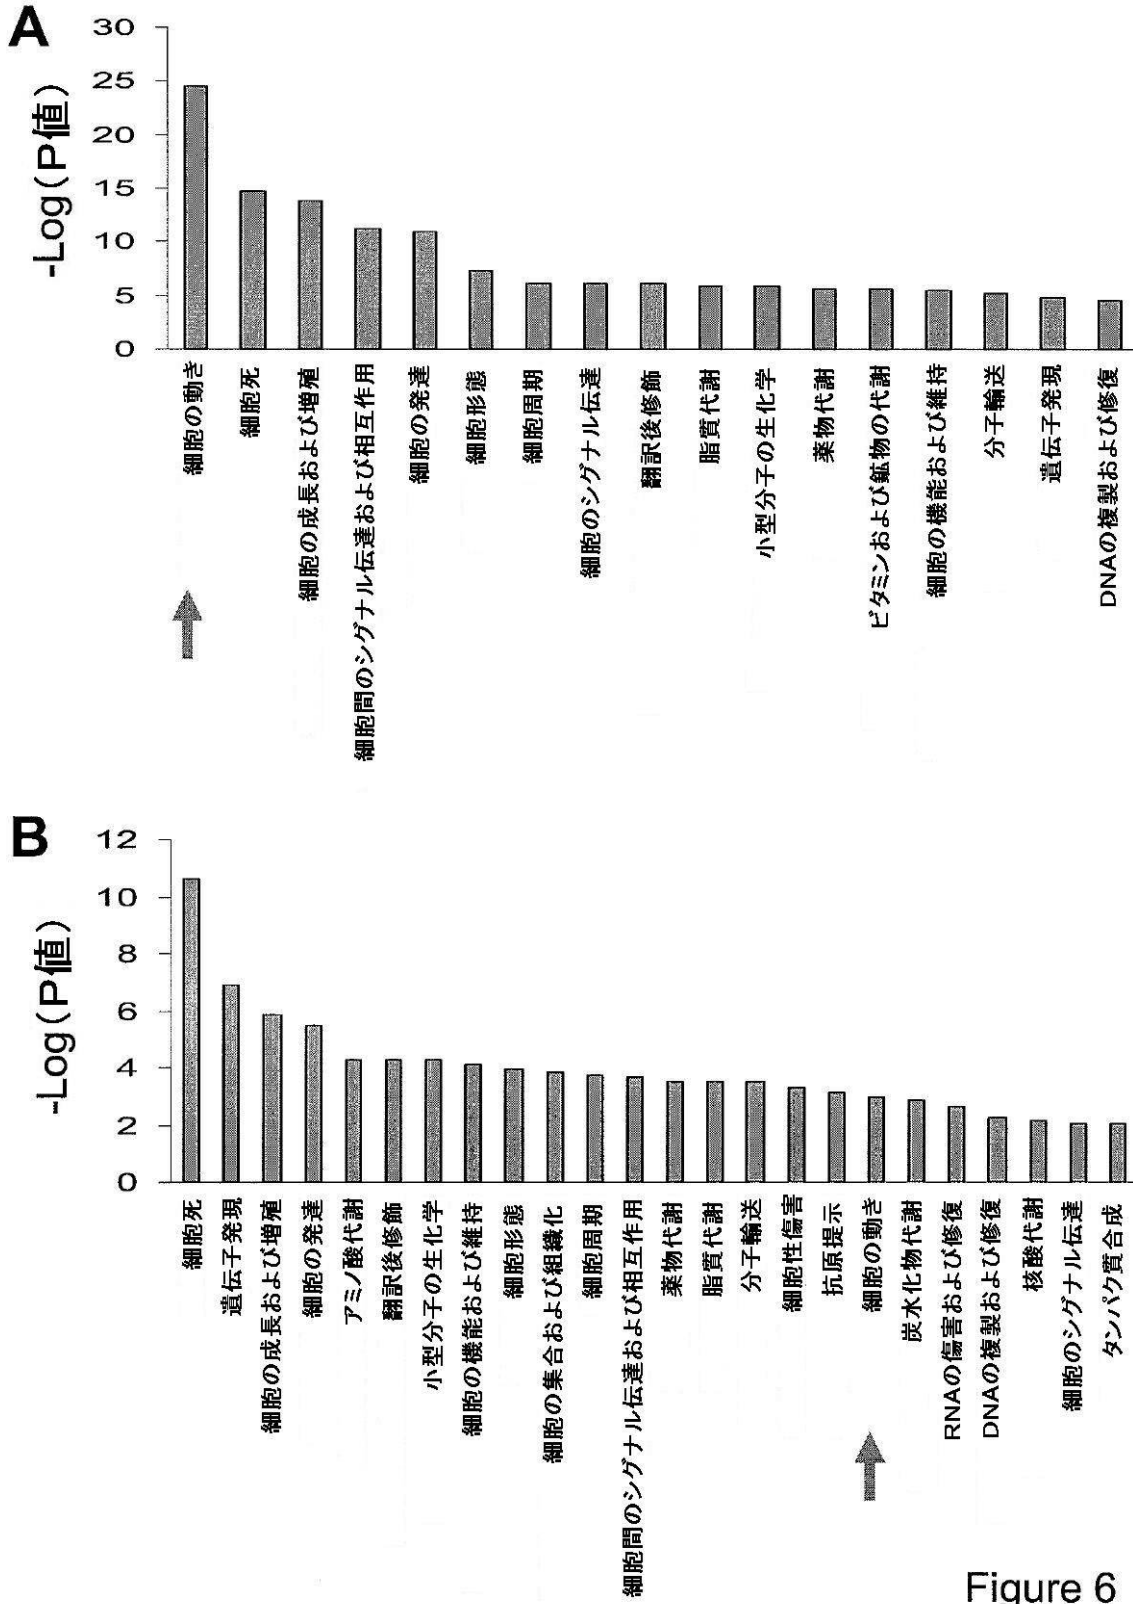 A
-Log(P値)
30
25
20
15
10
5
0
細胞の動き
細胞死
細胞の成長および増殖
細胞間のシグナル伝達および相互作用
細胞の発達
細胞形態
細胞周期
細胞のシグナル伝達
翻訳後修飾
脂質代謝
小型分子の生化学
薬物代謝
ビタミンおよび鉱物の代謝
細胞の機能および維持
分子輸送
遺伝子発現
DNAの複製および修復
B
-Log(P値)
12
10
8
6
4
2
0
細胞死
遺伝子発現
細胞の成長および増殖
細胞の発達
アミノ酸代謝
翻訳後修飾
小型分子の生化学
細胞の機能および維持
細胞形態
細胞の集合および組織化
細胞周期
細胞間のシグナル伝達および相互作用
薬物代謝
脂質代謝
分子輸送
細胞性傷害
抗原提示
細胞の動き
炭水化物代謝
RNAの傷害および修復
DNAの複製および修復
核酸代謝
細胞のシグナル伝達
タンパク質合成
Figure 6